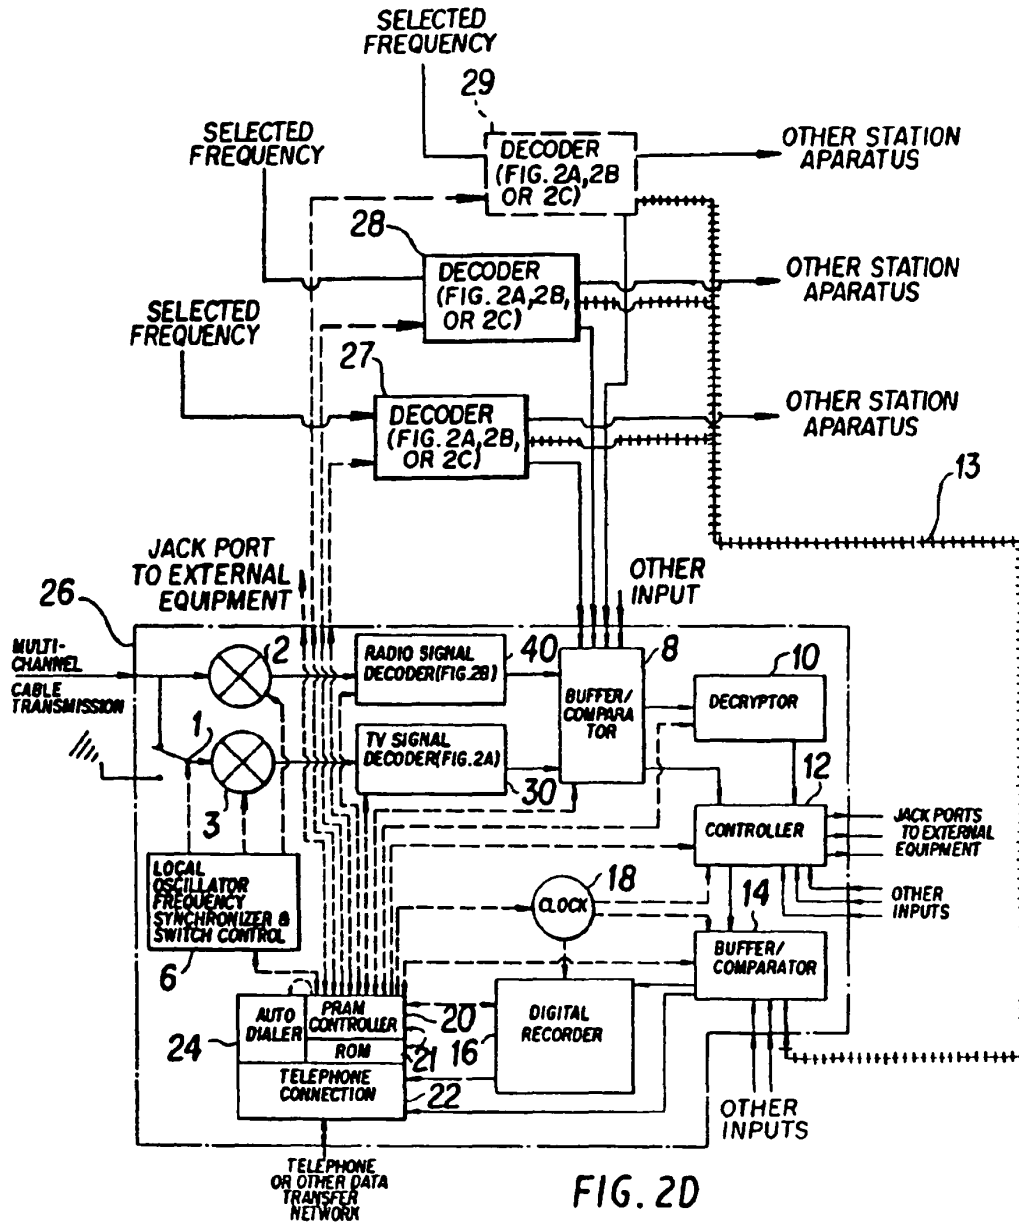 SELECTED
FREQUENCY
29
SELECTED
FREQUENCY
DECODER
(FIG. 2A,2B
OR 2C)
OTHER STATION
APPARATUS
28
DECODER
(FIG. 2A,2B,
OR 2C)
OTHER STATION
APPARATUS
SELECTED
FREQUENCY
27
DECODER
(FIG. 2A,2B,
OR 2C)
OTHER STATION
APPARATUS
13
JACK PORT
TO EXTERNAL
EQUIPMENT
OTHER
INPUT
26
MULTI-
CHANNEL
CABLE
TRANSMISSION
2
RADIO SIGNAL
DECODER(FIG.2B)
40
8
BUFFER/
COMPARA
TOR
10
DECRYPTOR
1
3
TV SIGNAL
DECODER(FIG.2A)
30
12
CONTROLLER
JACK PORTS
TO EXTERNAL
EQUIPMENT
LOCAL
OSCILLATOR
FREQUENCY
SYNCHRONIZER &
SWITCH CONTROL
6
18
CLOCK
14
OTHER
INPUTS
BUFFER/
COMPARATOR
AUTO
DIALER
24
PRAM
CONTROLLER
20
ROM
21
16
DIGITAL
RECORDER
TELEPHONE
CONNECTION
22
OTHER
INPUTS
TELEPHONE
OR OTHER DATA
TRANSFER
NETWORK
FIG. 2D